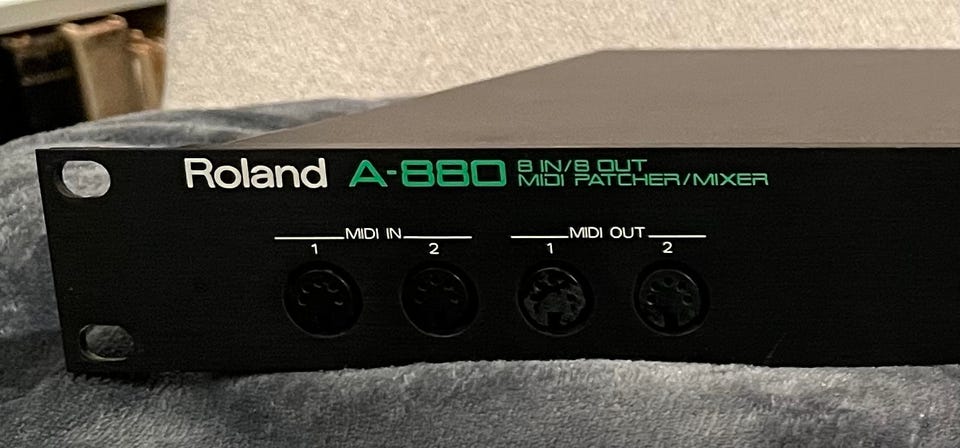 Roland A-880 8 IN/8 OUT
MIDI PATCHER/MIXER
MIDI IN MIDI OUT
1 2 1 2